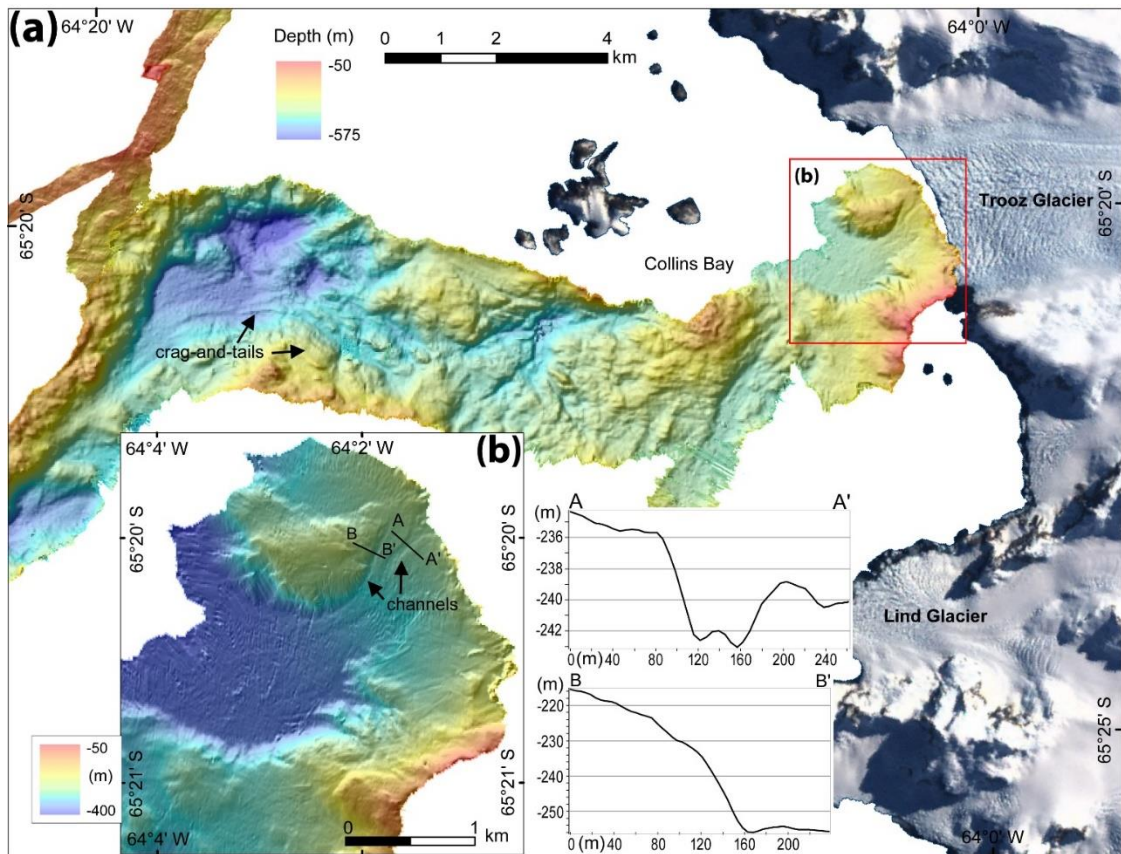 (a)
64°20' W
64°0' W
Depth (m)
-50
-575
0 1 2 4
km
(b)
65°20' S
65°20' S
Trooz Glacier
Collins Bay
crag-and-tails
(b)
64°4' W
64°2' W
65°20' S
A
B
B'
A'
channels
-50
(m)
-400
65°21' S
64°4' W
0 1
km
A A'
(m)
-236
-238
-240
-242
0 (m) 40 80 120 160 200 240
B B'
(m)
-220
-230
-240
-250
0 (m) 40 80 120 160 200
Lind Glacier
65°25' S
64°0' W